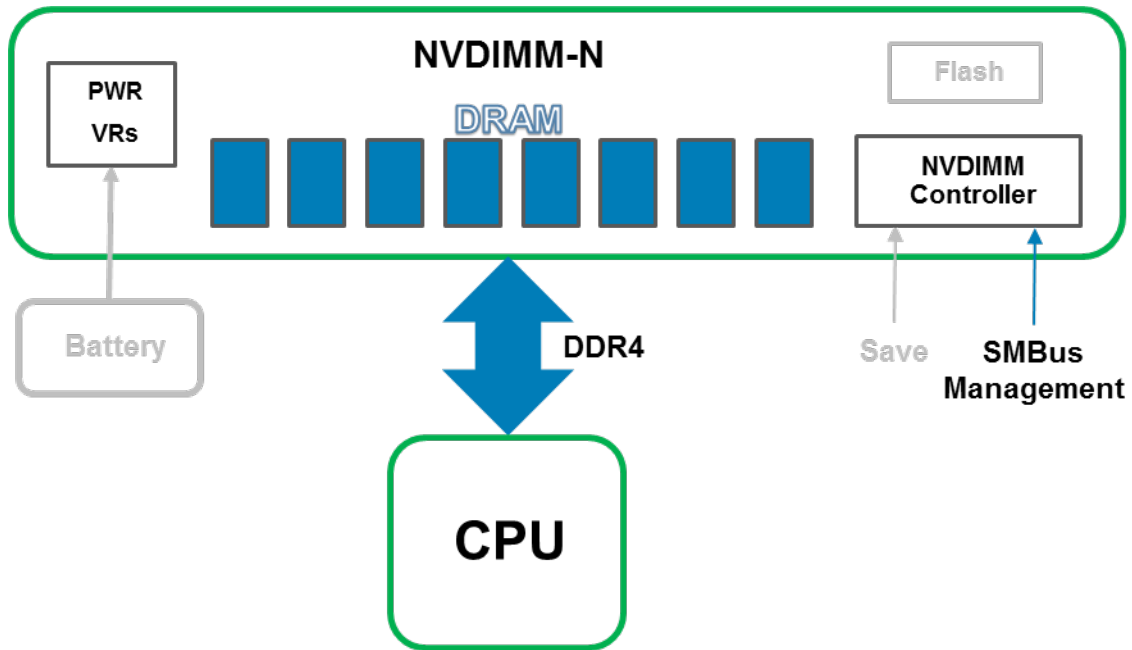 NVDIMM-N
PWR
VRs
DRAM
Flash
NVDIMM
Controller
Battery
DDR4
Save
SMBus
Management
CPU